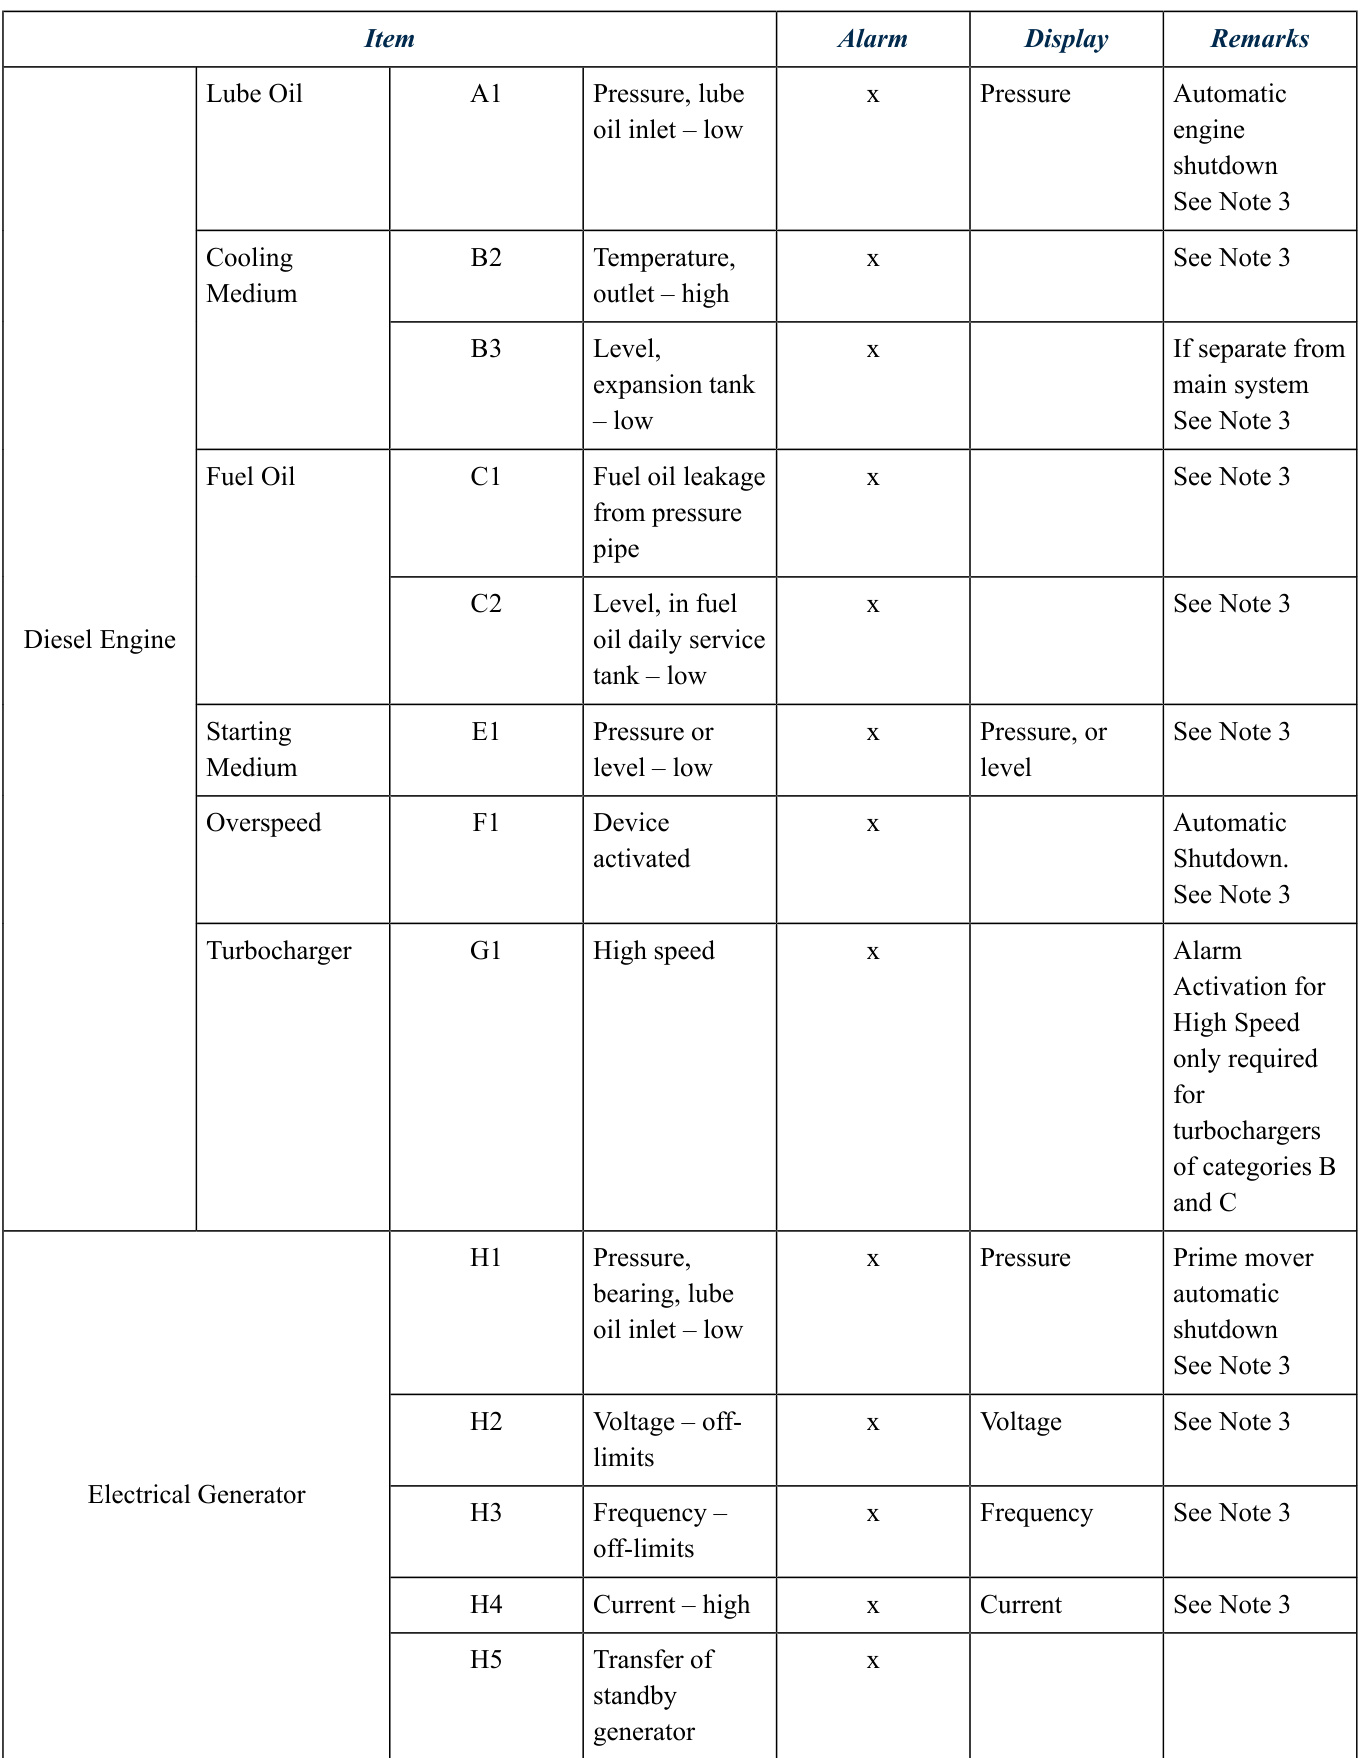 Item Alarm Display Remarks
Lube Oil A1 Pressure, lube x Pressure Automatic
oil inlet – low engine
shutdown
See Note 3
Cooling B2 Temperature, x See Note 3
Medium outlet – high
B3 Level, x If separate from
expansion tank main system
– low See Note 3
Fuel Oil C1 Fuel oil leakage x See Note 3
from pressure
pipe
C2 Level, in fuel x See Note 3
Diesel Engine oil daily service
tank – low
Starting E1 Pressure or x Pressure, or See Note 3
Medium level – low level
Overspeed F1 Device x Automatic
activated Shutdown.
See Note 3
Turbocharger G1 High speed x Alarm
Activation for
High Speed
only required
for
turbochargers
of categories B
and C
H1 Pressure, x Pressure Prime mover
bearing, lube automatic
oil inlet – low shutdown
See Note 3
H2 Voltage – off- x Voltage See Note 3
limits
Electrical Generator
H3 Frequency – x Frequency See Note 3
off-limits
H4 Current – high x Current See Note 3
H5 Transfer of x
standby
generator